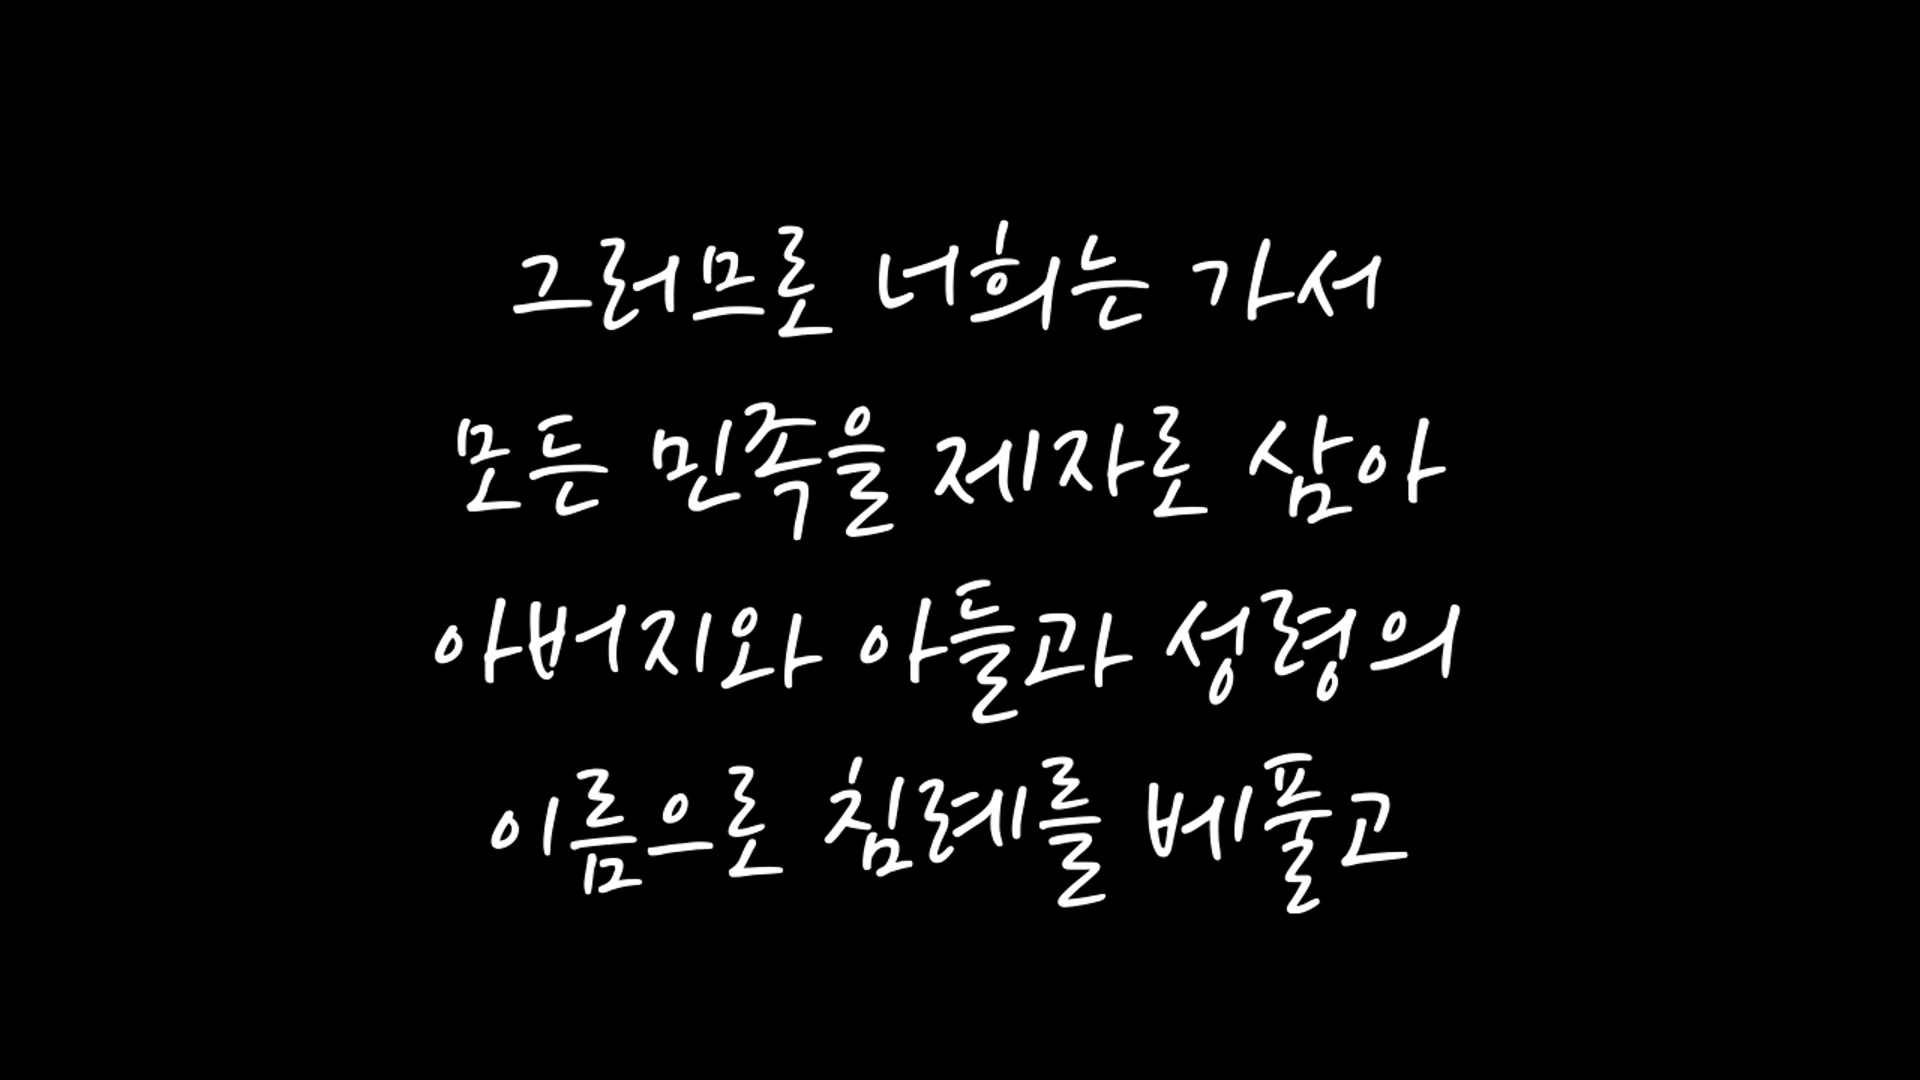 그러므로 너희는 가서
모든 민족을 제자로 삼아
아버지와 아들과 성령의
이름으로 침례를 베풀고